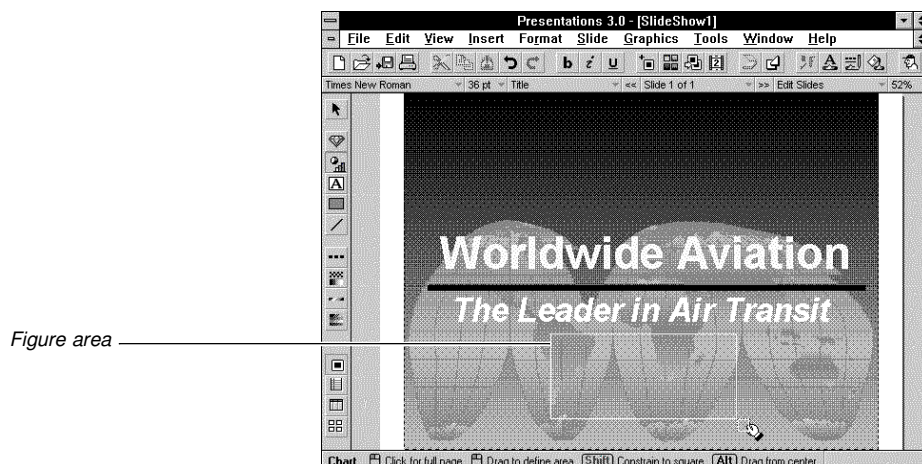 Presentations 3.0 - [SlideShow1]
File Edit View Insert Format Slide Graphics Tools Window Help
b i u
Times New Roman 36 pt Title << Slide 1 of 1 >> Edit Slides 52%
A
Worldwide Aviation
The Leader in Air Transit
Figure area
Chart Click for full page Drag to define area Shift Constrain to square Alt Drag from center